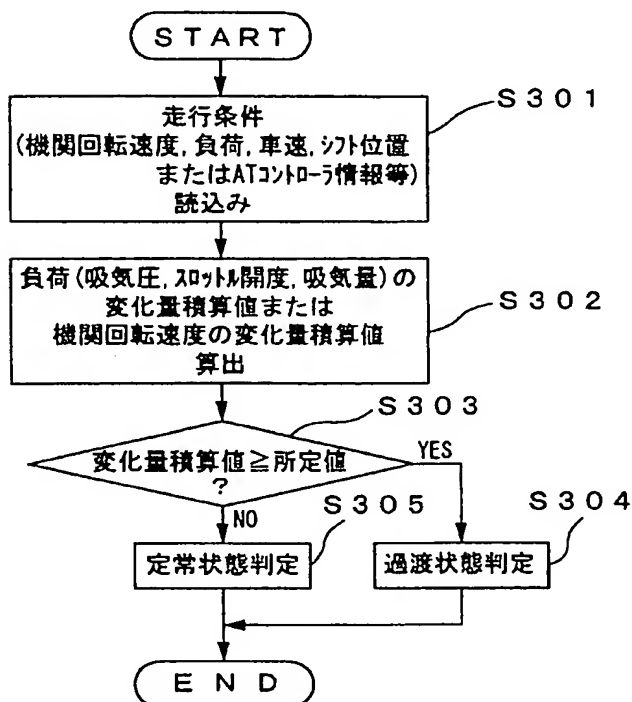 START
S301
走行条件
(機関回転速度,負荷,車速,シフト位置
またはATコントローラ情報等)
読込み
負荷(吸気圧,スロットル開度,吸気量)の
変化量積算値または
機関回転速度の変化量積算値
算出
S302
S303
変化量積算値≧所定値
?
YES
NO
S305
S304
定常状態判定
過渡状態判定
END